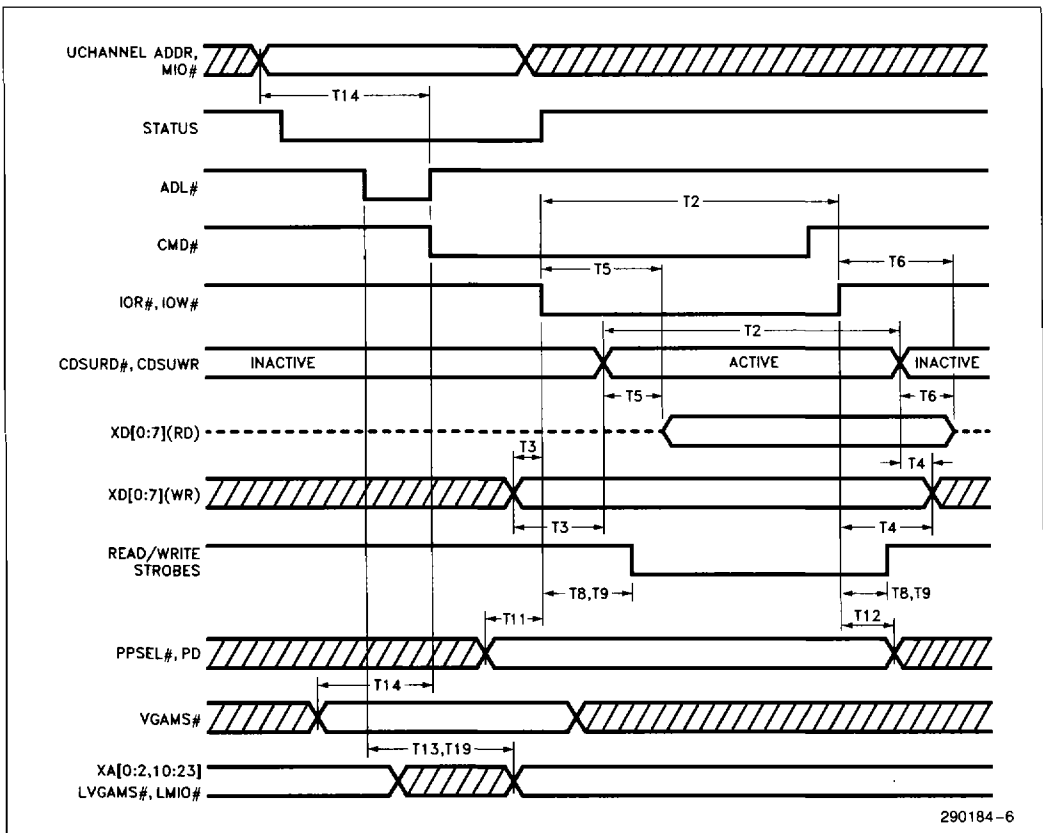 UCHANNEL ADDR,
MIO#
T14
STATUS
ADL#
T2
CMD#
T5
T6
IOR#, IOW#
T2
CDSURD#, CDSUWR
INACTIVE
ACTIVE
INACTIVE
T5
T6
XD[0:7](RD)
T3
T4
XD[0:7](WR)
T3
T4
READ/WRITE
STROBES
T8,T9
T8,T9
T11
T12
PPSEL#, PD
T14
VGAMS#
T13,T19
XA[0:2,10:23]
LVGAMS#, LMIO#
290184-6